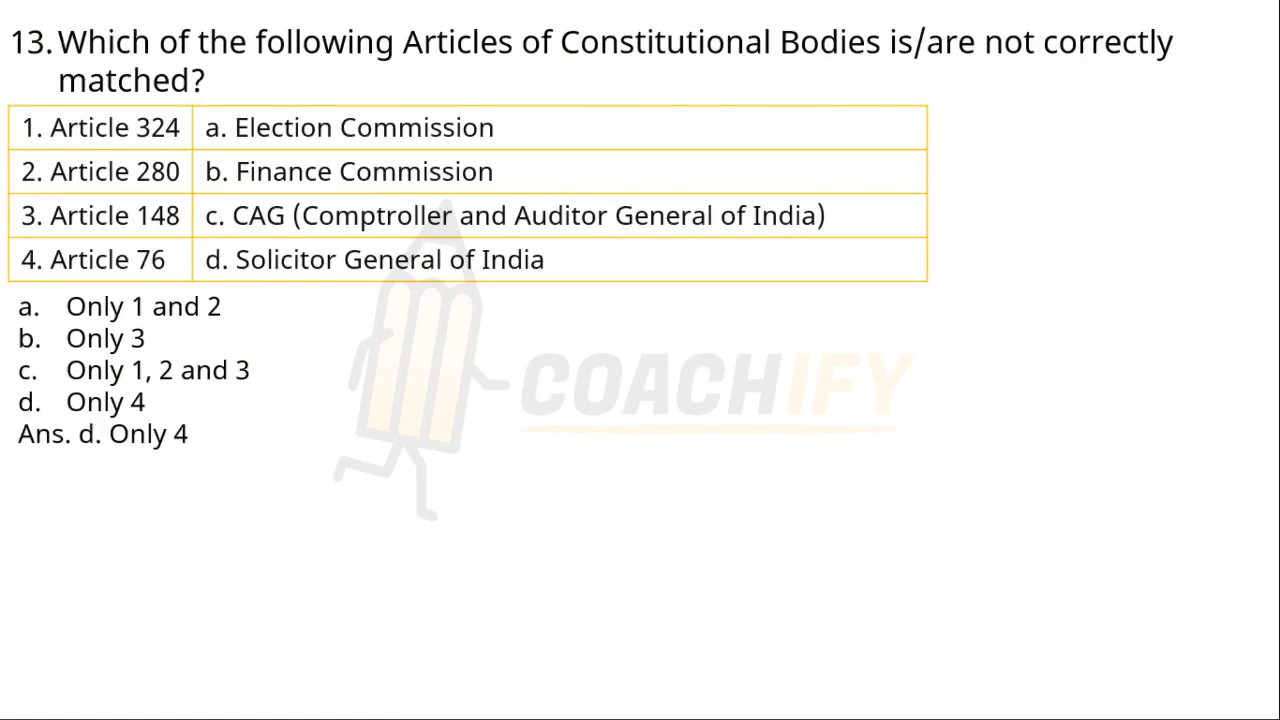 13. Which of the following Articles of Constitutional Bodies is/are not correctly
matched?
1. Article 324 a. Election Commission
2. Article 280 b. Finance Commission
3. Article 148 c. CAG (Comptroller and Auditor General of India)
4. Article 76 d. Solicitor General of India
a. Only 1 and 2
b. Only 3
c. Only 1, 2 and 3
d. Only 4
Ans. d. Only 4
COACHIFY